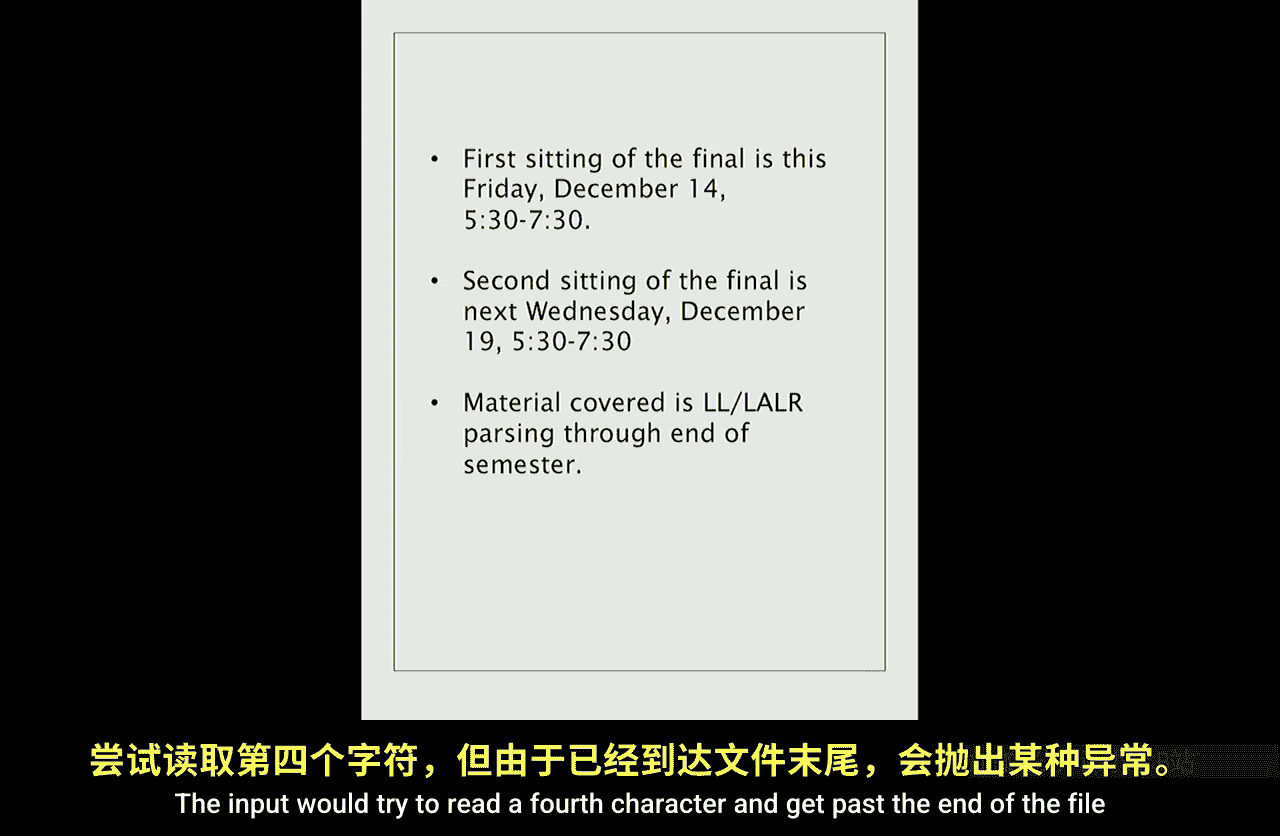 • First sitting of the final is this
Friday, December 14,
5:30-7:30.
• Second sitting of the final is
next Wednesday, December
19, 5:30-7:30
• Material covered is LL/LALR
parsing through end of
semester.
尝试读取第四个字符，但由于已经到达文件末尾，会抛出某种异常。
The input would try to read a fourth character and get past the end of the file